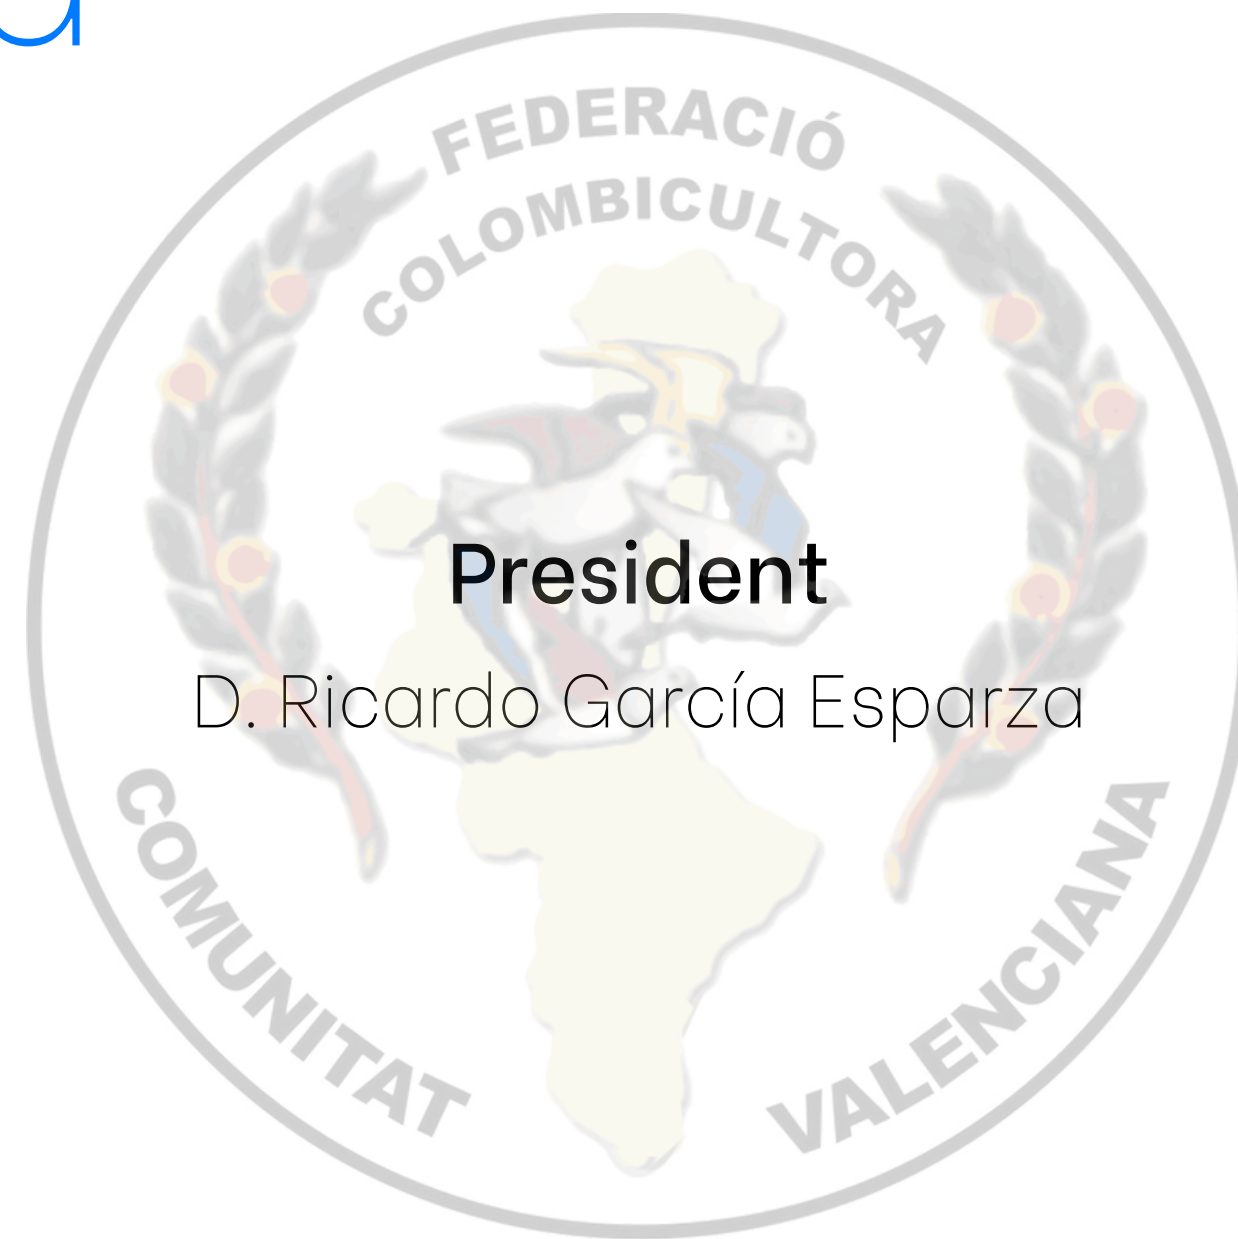 FEDERACIÓ
COLOMBICULTORA
President
D. Ricardo García Esparza
COMUNITAT
VALENCIANA